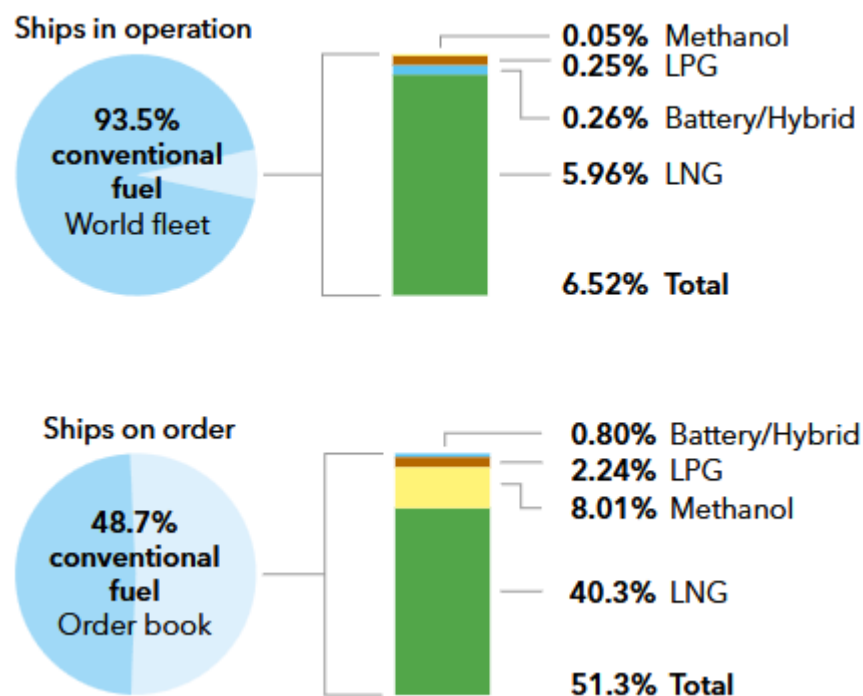 Ships in operation
93.5%
conventional
fuel
World fleet
0.05% Methanol
0.25% LPG
0.26% Battery/Hybrid
5.96% LNG
6.52% Total
Ships on order
48.7%
conventional
fuel
Order book
0.80% Battery/Hybrid
2.24% LPG
8.01% Methanol
40.3% LNG
51.3% Total